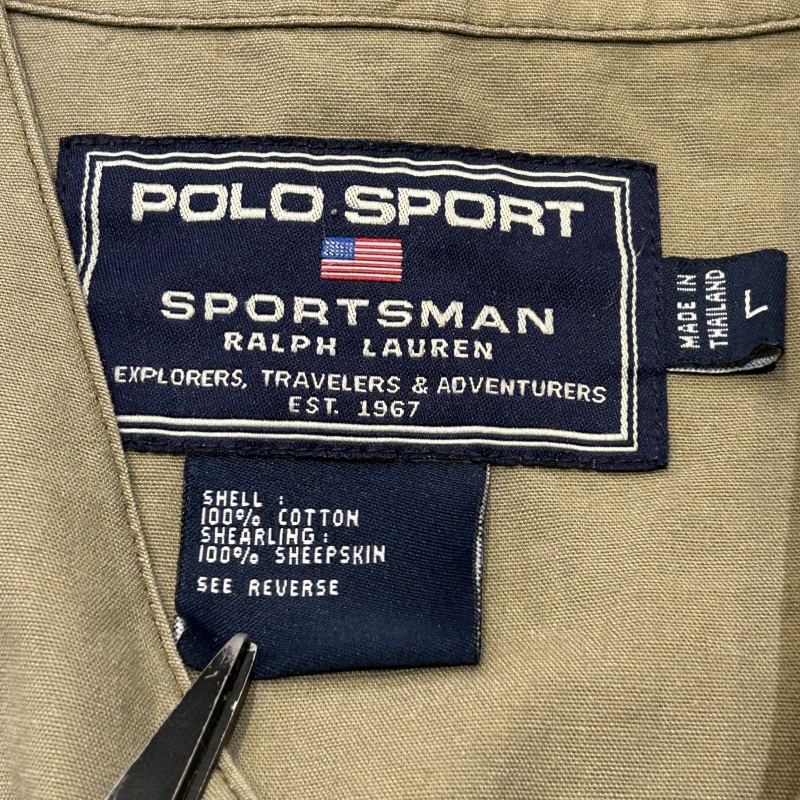 POLO SPORT
SPORTSMAN
RALPH LAUREN
EXPLORERS, TRAVELERS & ADVENTURERS
EST. 1967
MADE IN
THAILAND
L
SHELL :
100% COTTON
SHEARLING :
100% SHEEPSKIN
SEE REVERSE